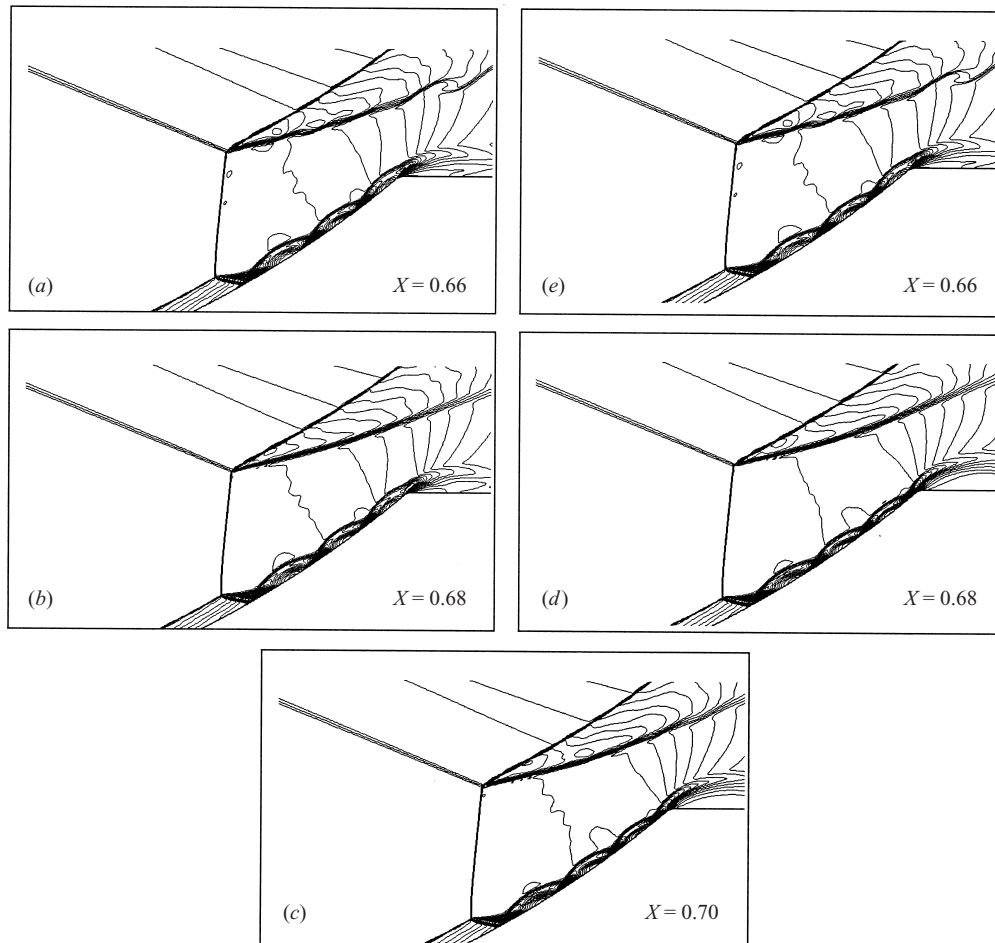 (a) X = 0.66
(e) X = 0.66
(b) X = 0.68
(d) X = 0.68
(c) X = 0.70